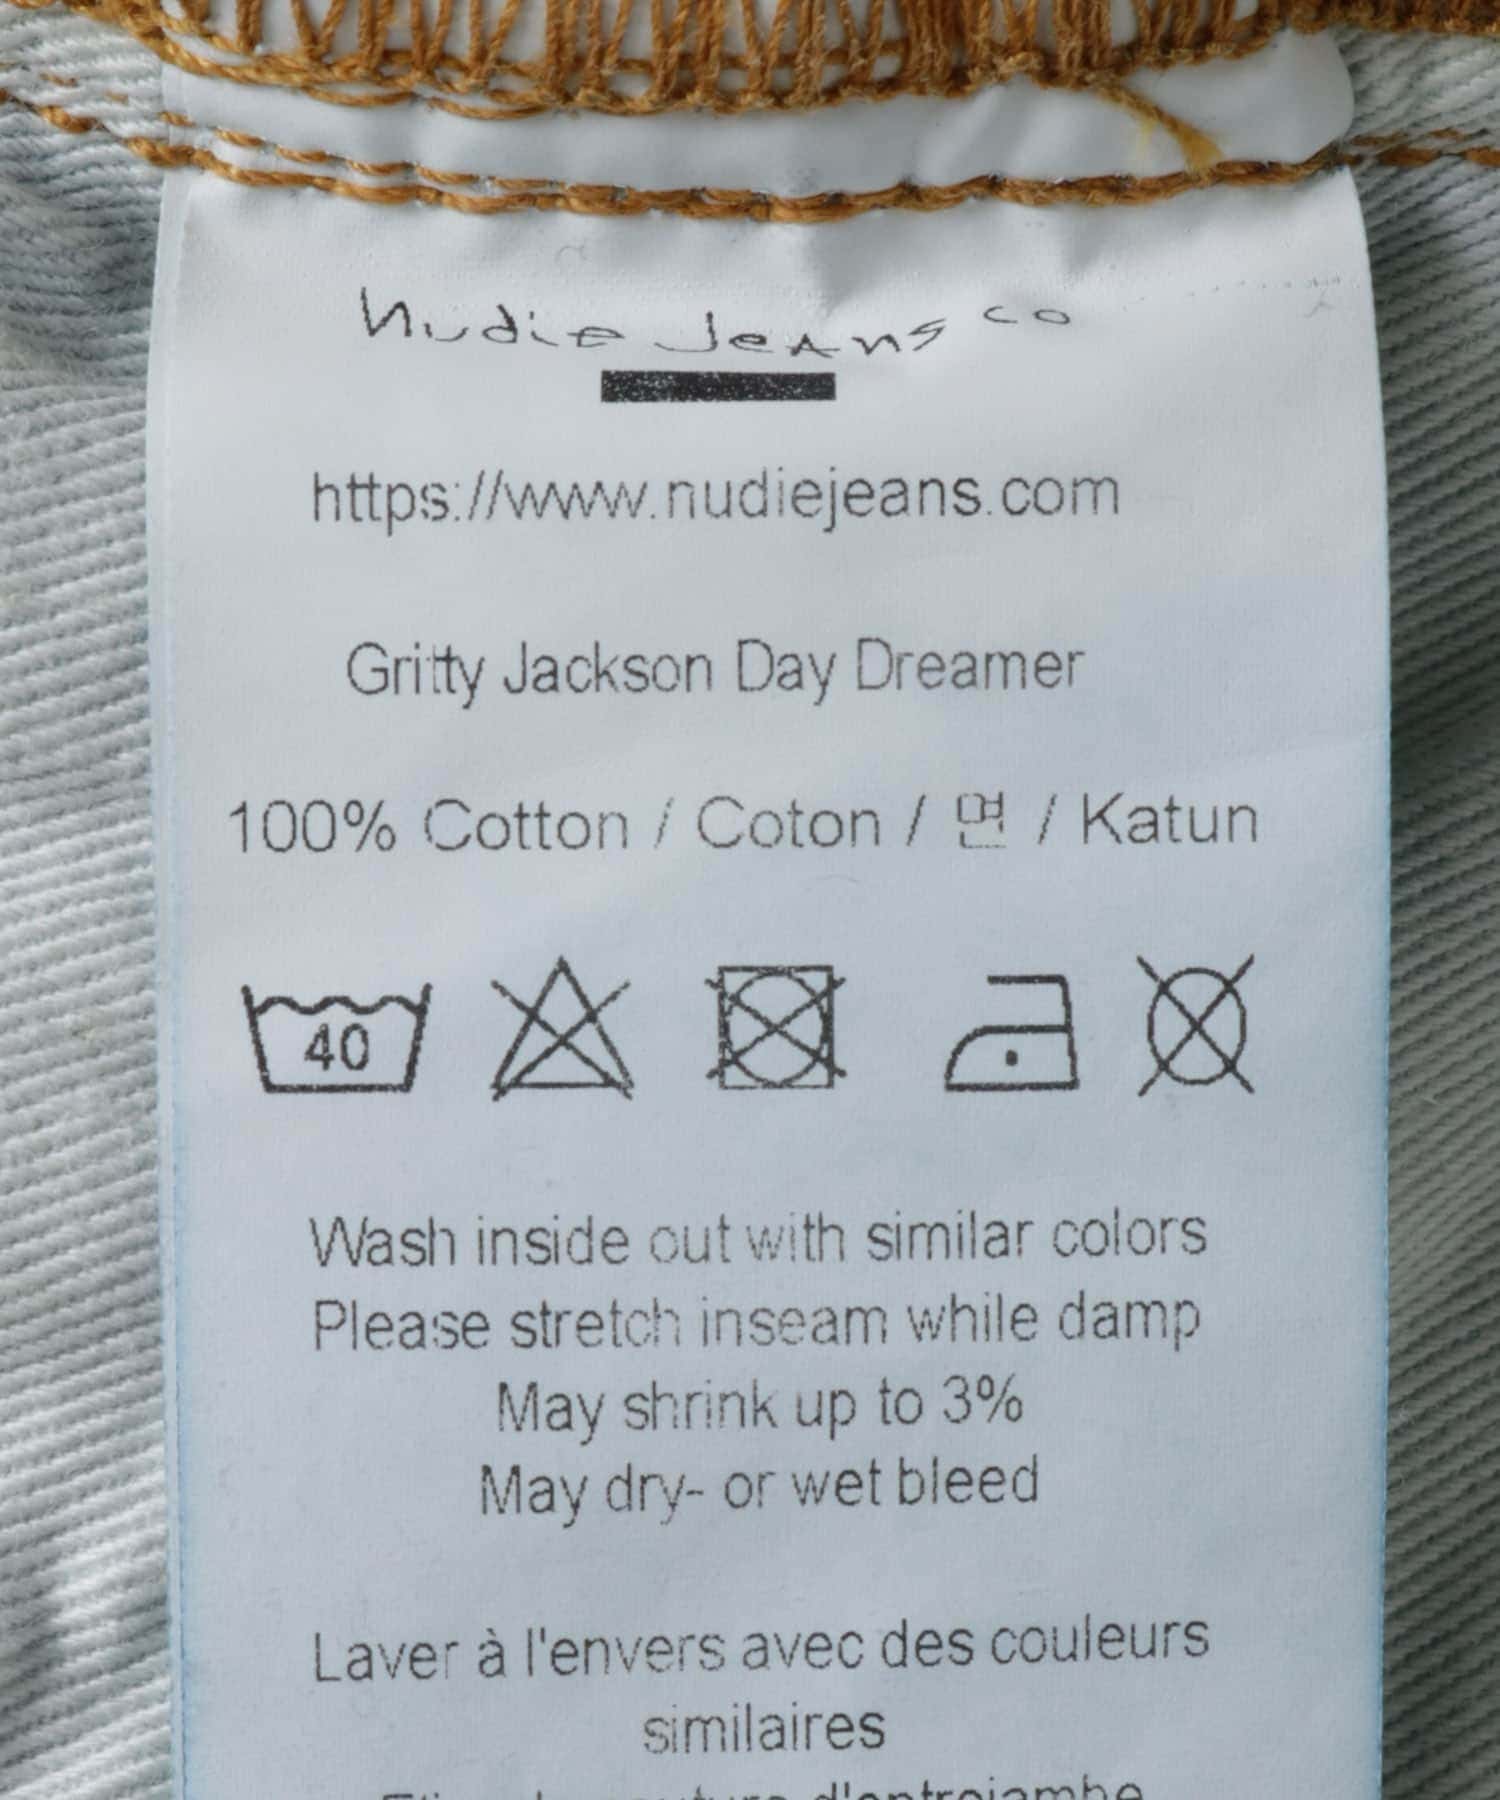 Nudie Jeans co
https://www.nudiejeans.com
Gritty Jackson Day Dreamer
100% Cotton / Coton / 면 / Katun
40
Wash inside out with similar colors
Please stretch inseam while damp
May shrink up to 3%
May dry- or wet bleed
Laver à l'envers avec des couleurs
similaires
d'entrejambe